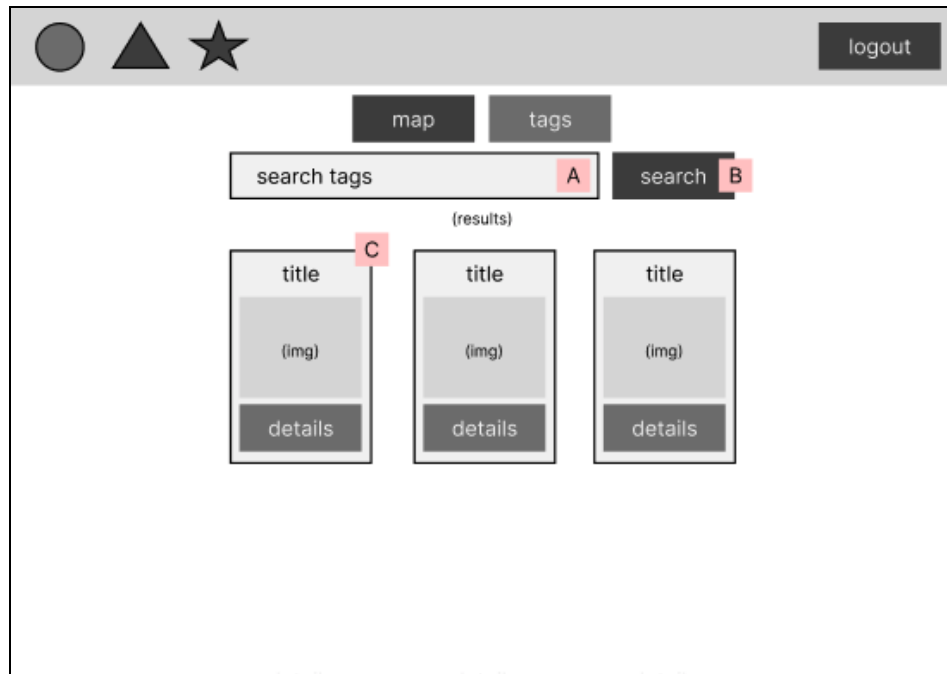 logout
map tags
search tags A search B
(results)
C
title title title
(img) (img) (img)
details details details